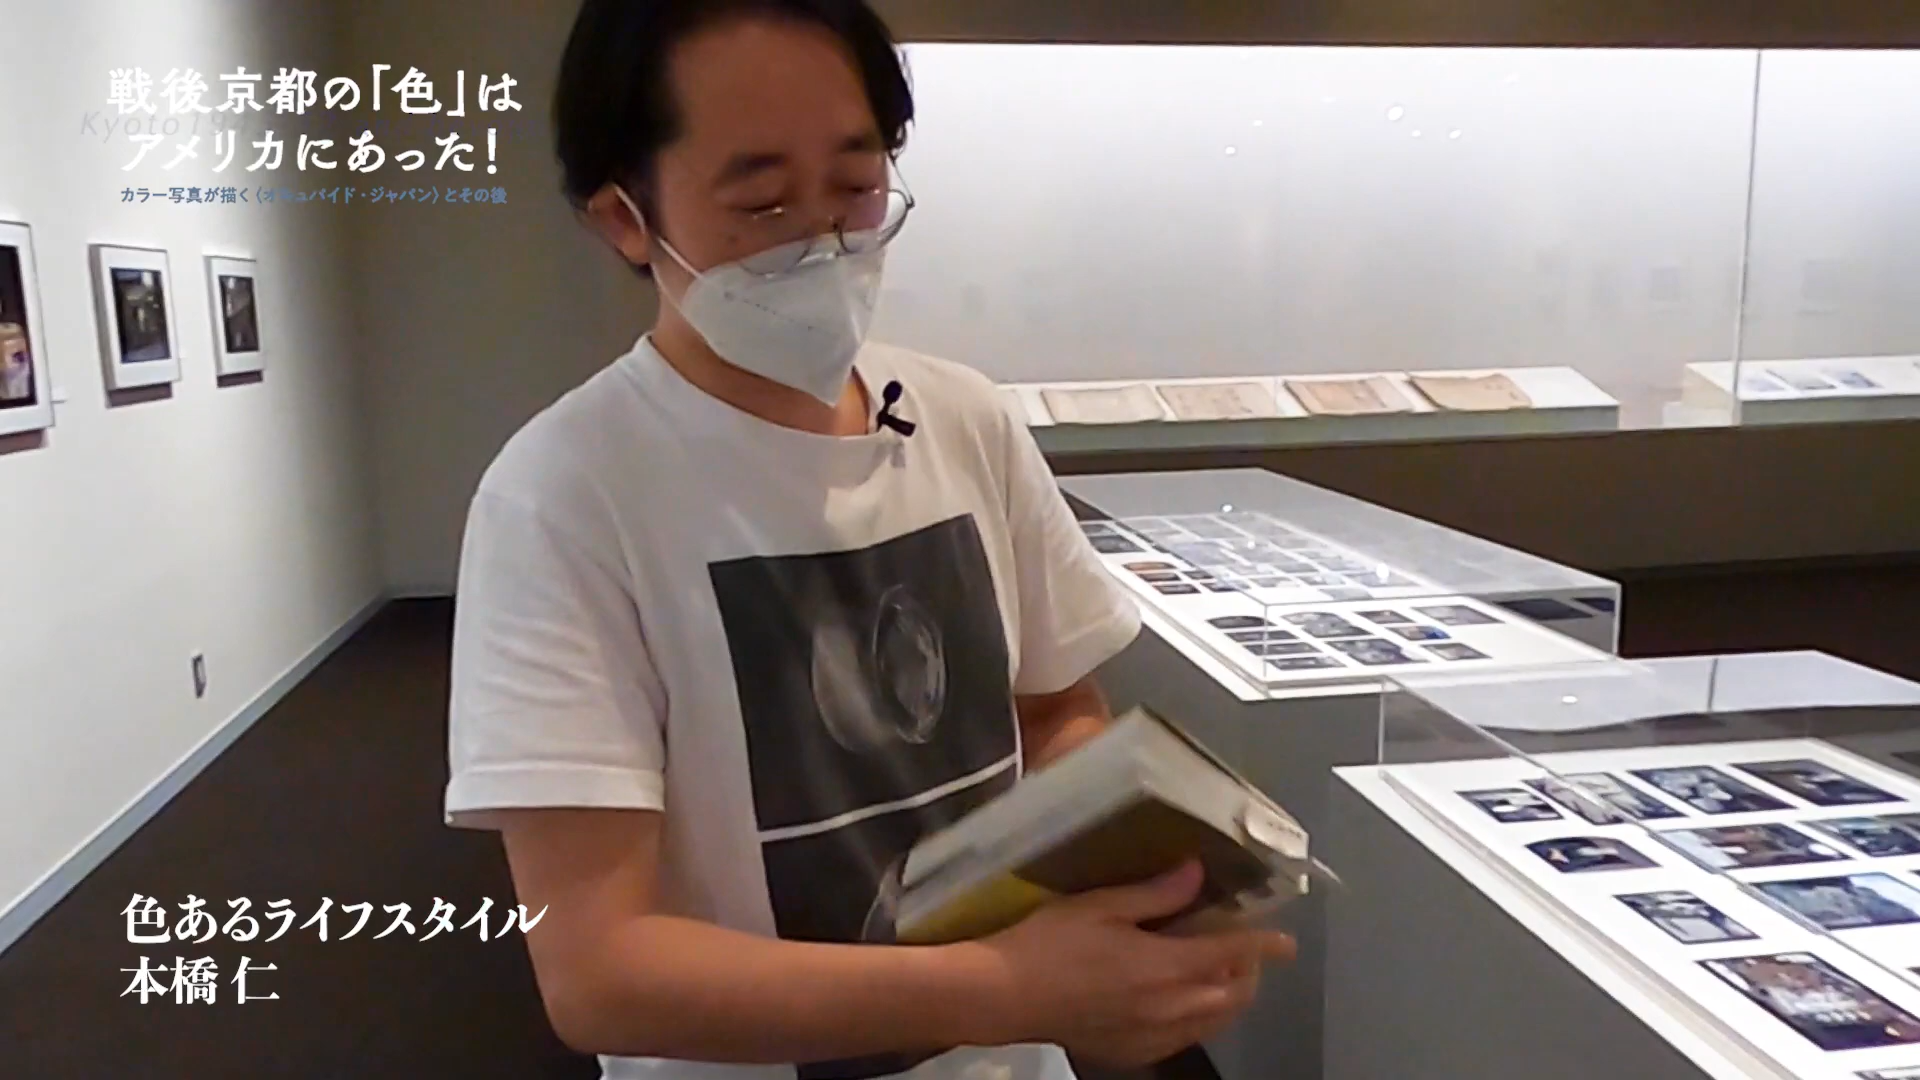 戦後京都の「色」は
アメリカにあった!
カラー写真が描く〈オキュパイド・ジャパン〉とその後
色あるライフスタイル
本橋 仁